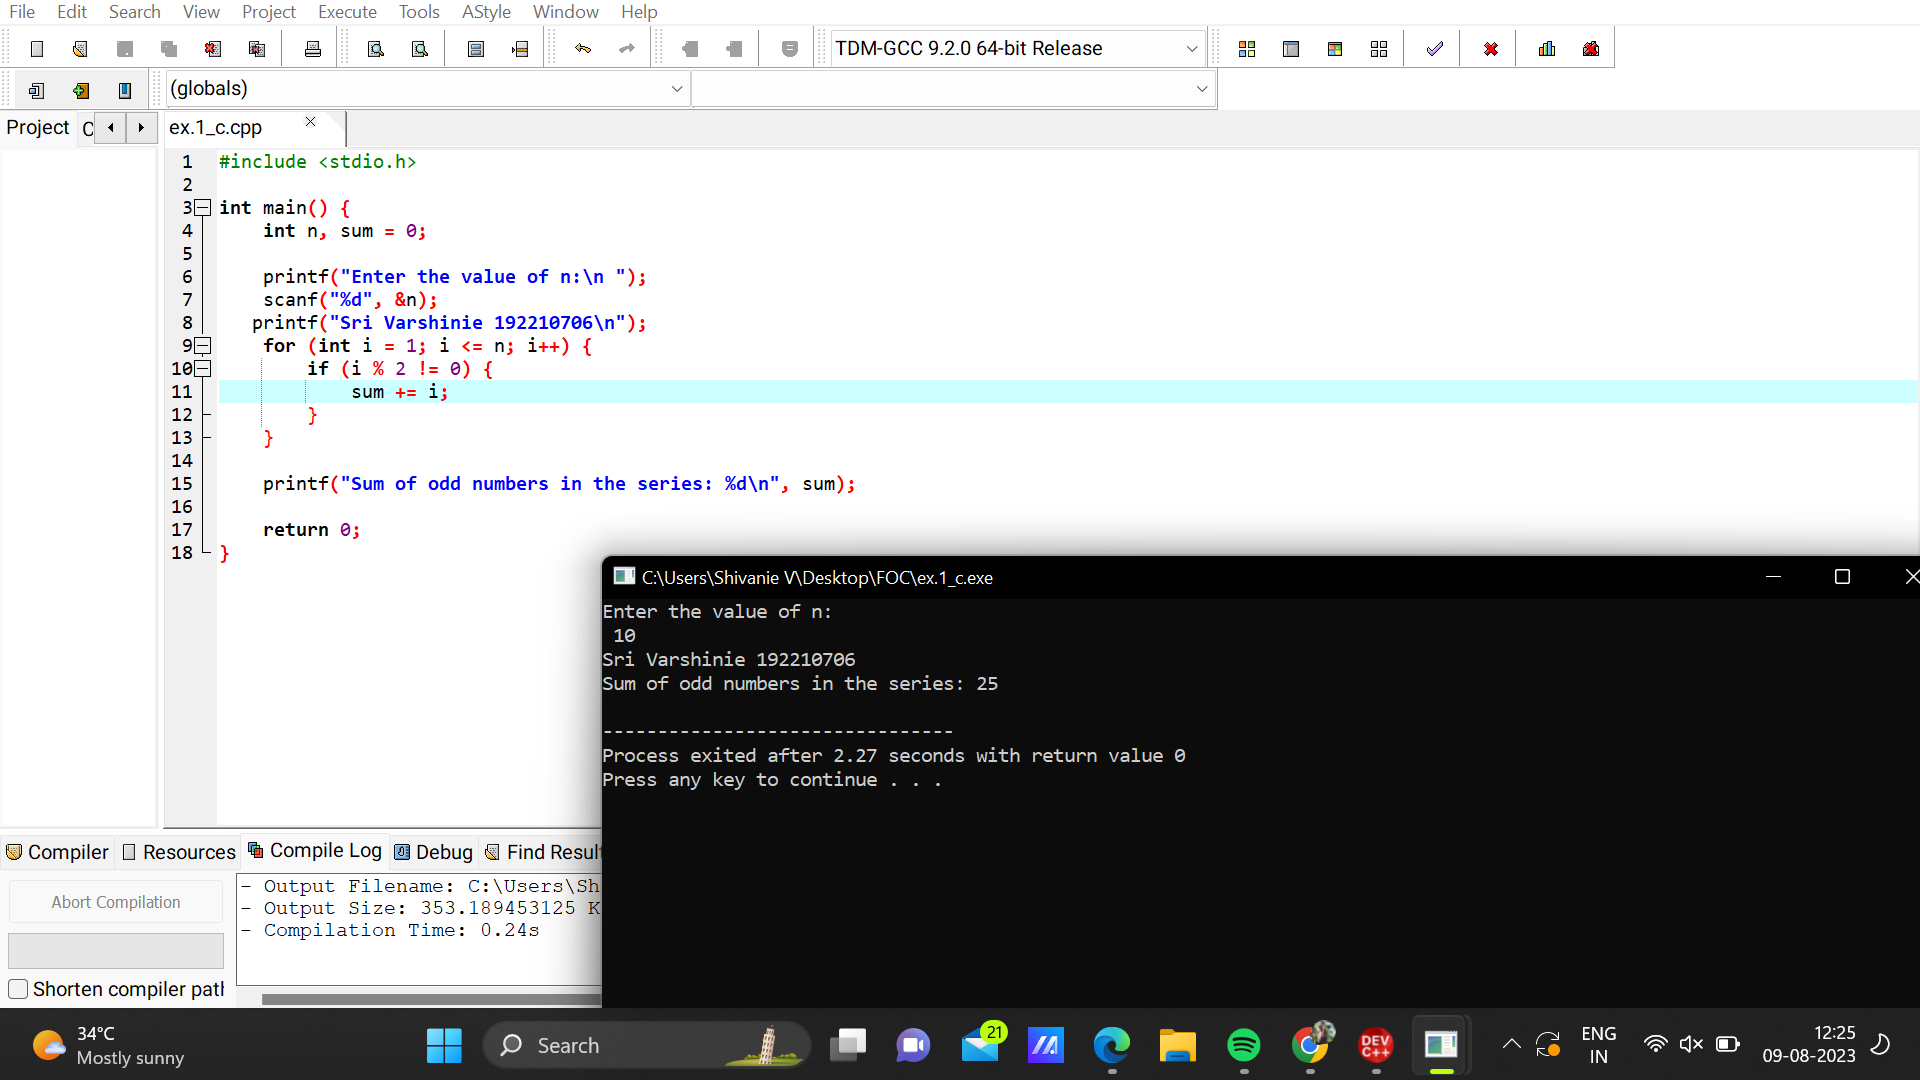 File Edit Search View Project Execute Tools AStyle Window Help
TDM-GCC 9.2.0 64-bit Release
(globals)
Project C ex.1_c.cpp
1 #include <stdio.h>
2
3 int main() {
4 int n, sum = 0;
5
6 printf("Enter the value of n:\n ");
7 scanf("%d", &n);
8 printf("Sri Varshinie 192210706\n");
9 for (int i = 1; i <= n; i++) {
10 if (i % 2 != 0) {
11 sum += i;
12 }
13 }
14
15 printf("Sum of odd numbers in the series: %d\n", sum);
16
17 return 0;
18 }
C:\Users\Shivanie V\Desktop\FOC\ex.1_c.exe
Enter the value of n:
10
Sri Varshinie 192210706
Sum of odd numbers in the series: 25
--------------------------------
Process exited after 2.27 seconds with return value 0
Press any key to continue . . .
Compiler Resources Compile Log Debug Find Result
Abort Compilation
Shorten compiler path
- Output Filename: C:\Users\Sh
- Output Size: 353.189453125 K
- Compilation Time: 0.24s
34°C
Mostly sunny
Search
21
DEV
C++
ENG
IN
12:25
09-08-2023